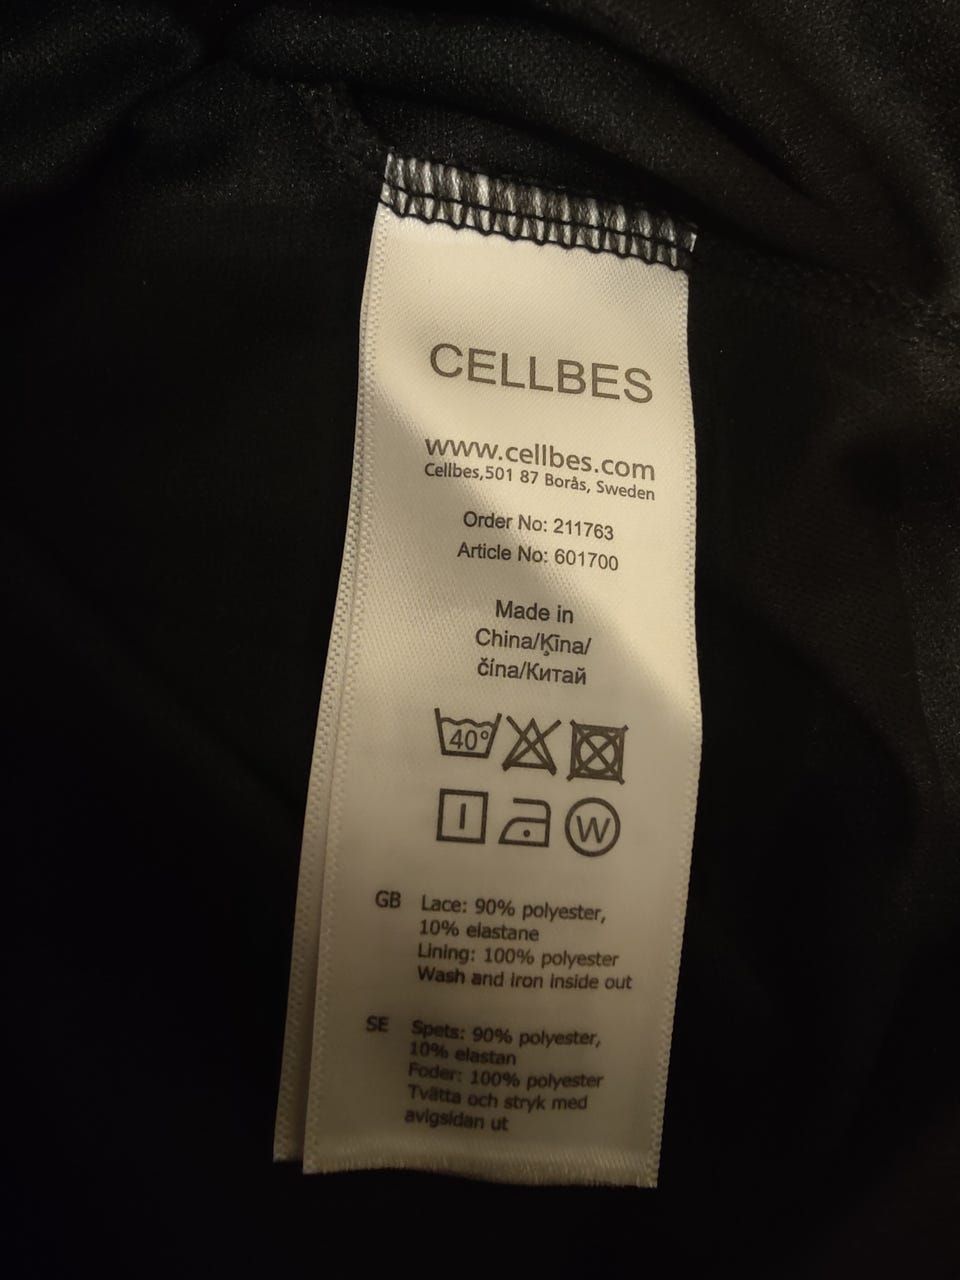 CELLBES
www.cellbes.com
Cellbes,501 87 Borås, Sweden
Order No: 211763
Article No: 601700
Made in
China/Ķīna/
čína/Китай
40°
W
GB Lace: 90% polyester,
10% elastane
Lining: 100% polyester
Wash and iron inside out
SE Spets: 90% polyester,
10% elastan
Foder: 100% polyester
Tvätta och stryk med
avigsidan ut